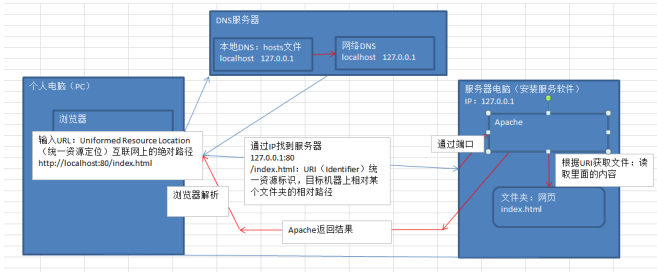 DNS服务器
本地DNS：hosts文件
localhost   127.0.0.1
网络DNS
localhost   127.0.0.1
个人电脑（PC）
浏览器
输入URL：Uniformed Resource Location
（统一资源定位）互联网上的绝对路径
http://localhost:80/index.html
浏览器解析
通过IP找到服务器
127.0.0.1:80
/index.html：URI（Identifier）统
一资源标识，目标机器上相对某
个文件夹的相对路径
Apache返回结果
服务器电脑（安装服务软件）
IP：127.0.0.1
Apache
通过端口
根据URI获取文件：读
取里面的内容
文件夹：网页
index.html